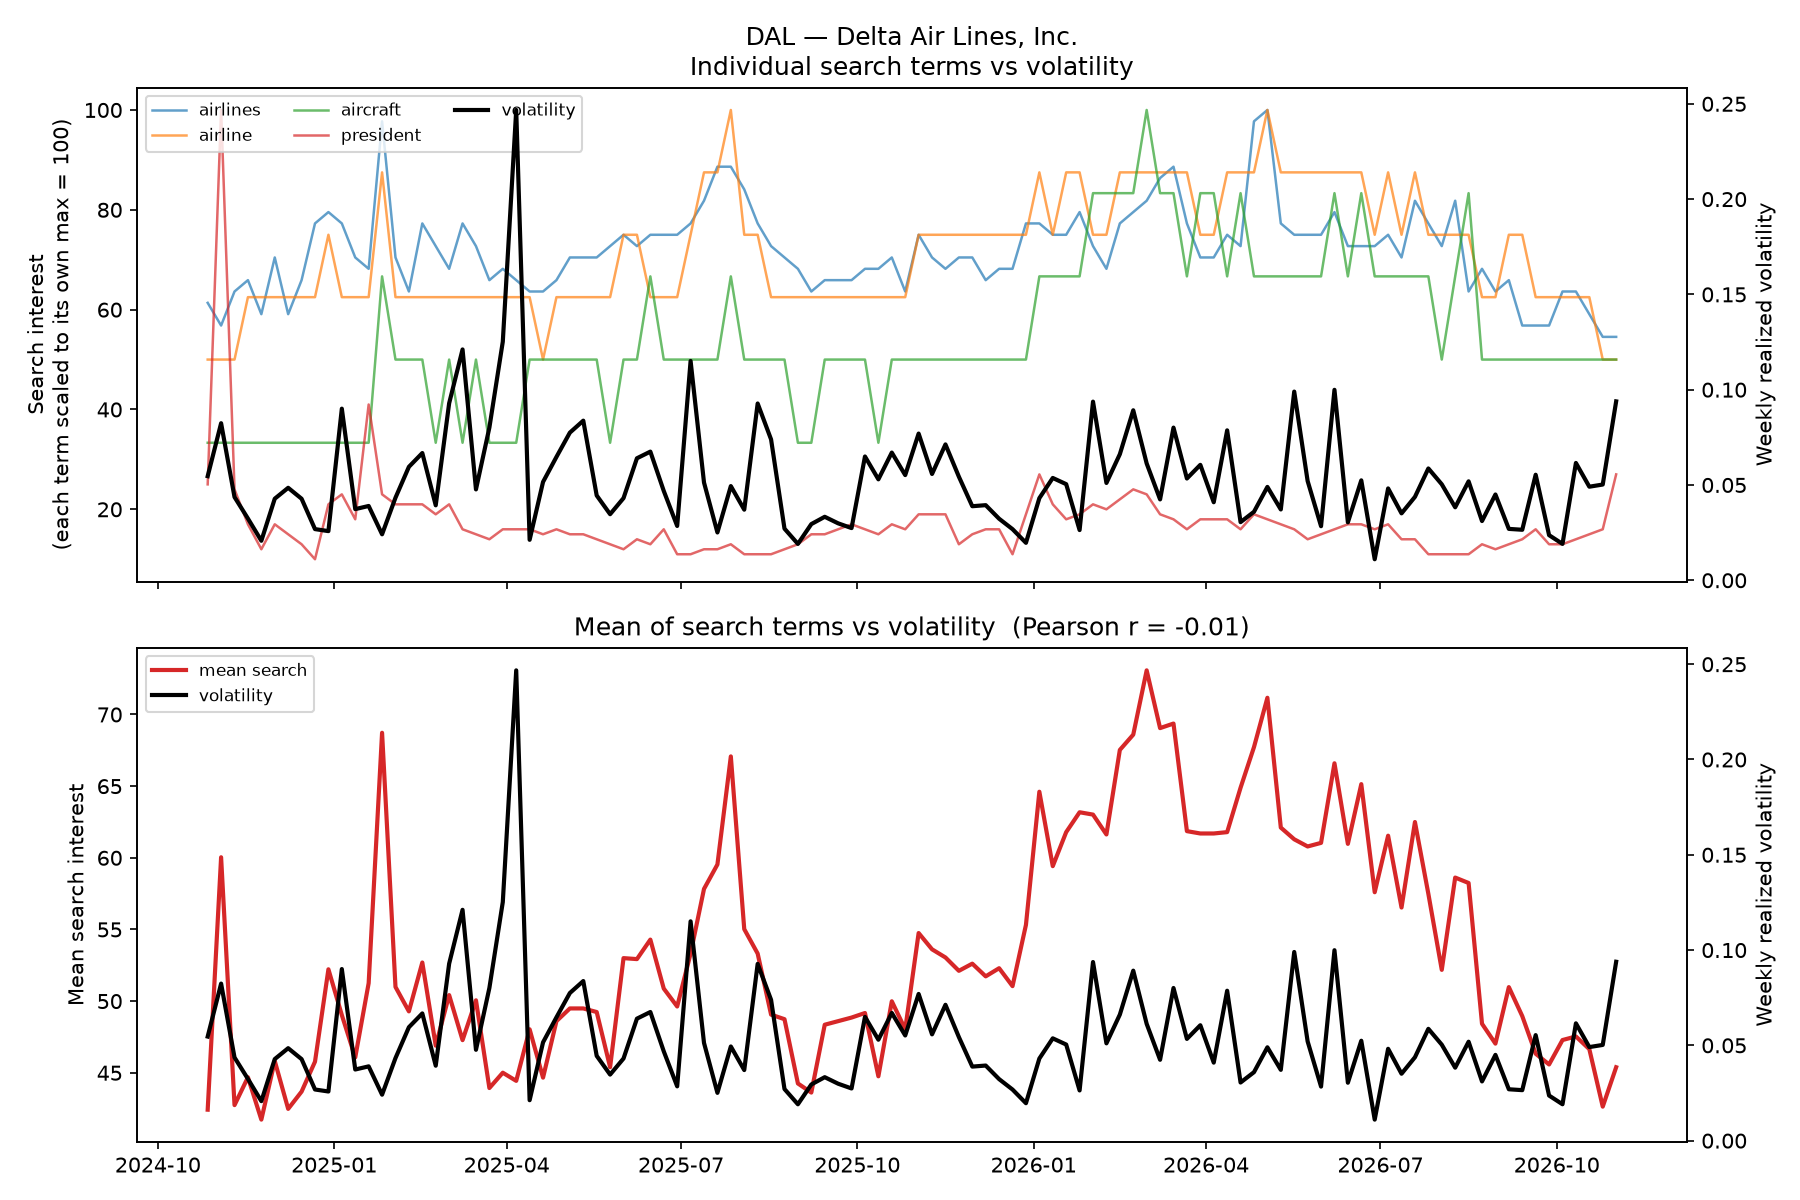 DAL — Delta Air Lines, Inc.
Individual search terms vs volatility
airlines
airline
aircraft
president
volatility
Search interest
(each term scaled to its own max = 100)
100
80
60
40
20
Weekly realized volatility
0.25
0.20
0.15
0.10
0.05
0.00
Mean of search terms vs volatility (Pearson r = -0.01)
mean search
volatility
Mean search interest
70
65
60
55
50
45
Weekly realized volatility
0.25
0.20
0.15
0.10
0.05
0.00
2024-10
2025-01
2025-04
2025-07
2025-10
2026-01
2026-04
2026-07
2026-10